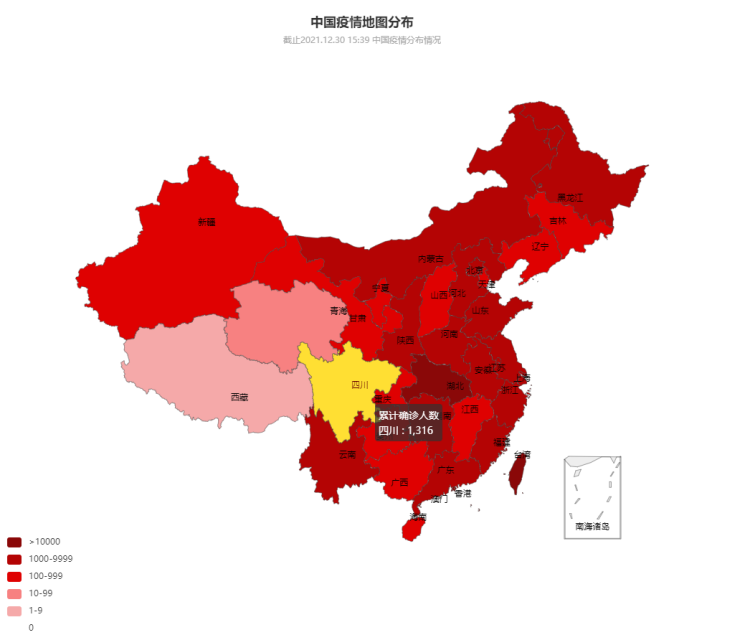 中国疫情地图分布
截止2021.12.30 15:39 中国疫情分布情况
黑龙江
新疆
吉林
辽宁
内蒙古
北京
天津
宁夏
山西
河北
青海
山东
甘肃
河南
陕西
江苏
安徽
上海
四川
湖北
浙江
西藏
重庆
江西
累计确诊人数
四川 : 1,316
南
福建
云南
台湾
广东
广西
香港
澳门
海南
南海诸岛
>10000
1000-9999
100-999
10-99
1-9
0